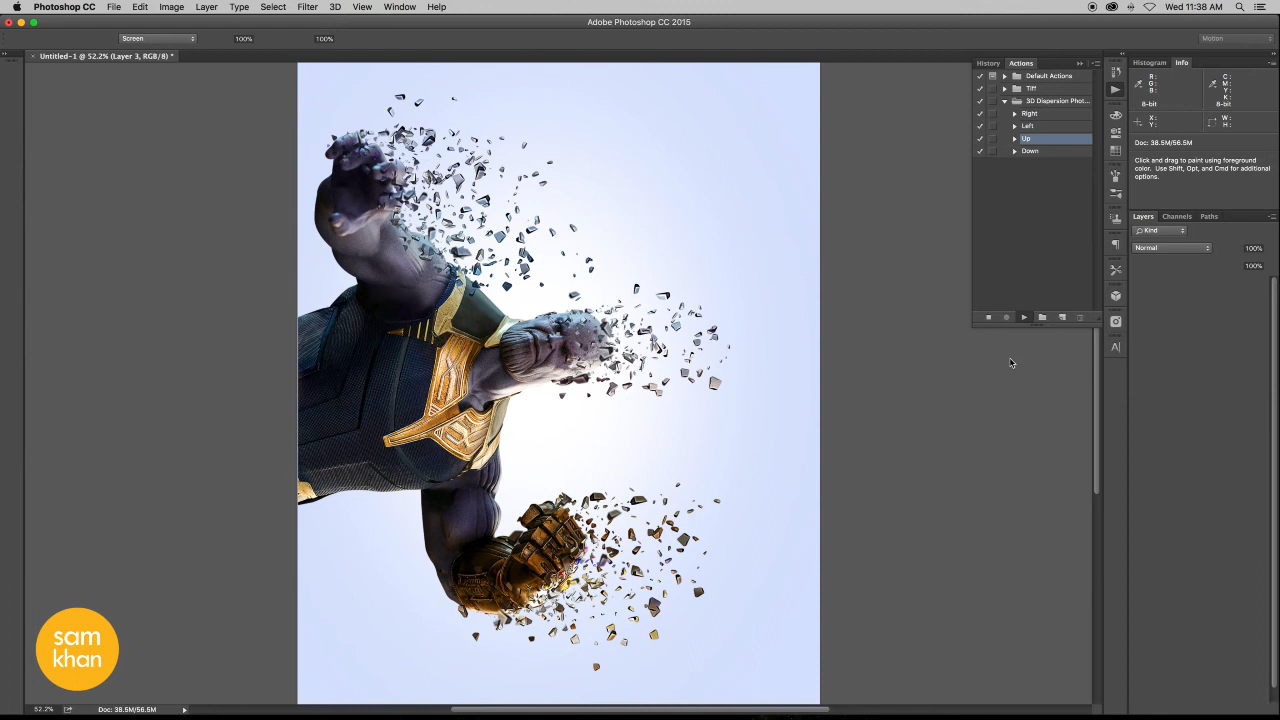 Photoshop CC File Edit Image Layer Type Select Filter 3D View Window Help Wed 11:38 AM
Adobe Photoshop CC 2015
Screen 100% 100% Motion
× Untitled-1 @ 52.2% (Layer 3, RGB/8) *
History Actions
Default Actions
Tiff
3D Dispersion Phot...
Right
Left
Up
Down
Histogram Info
R: C:
G: M:
B: Y:
K:
8-bit 8-bit
X: W:
Y: H:
Doc: 38.5M/56.5M
Click and drag to paint using foreground
color. Use Shift, Opt, and Cmd for additional
options.
Layers Channels Paths
Kind
Normal 100%
100%
sam
khan
52.2% Doc: 38.5M/56.5M